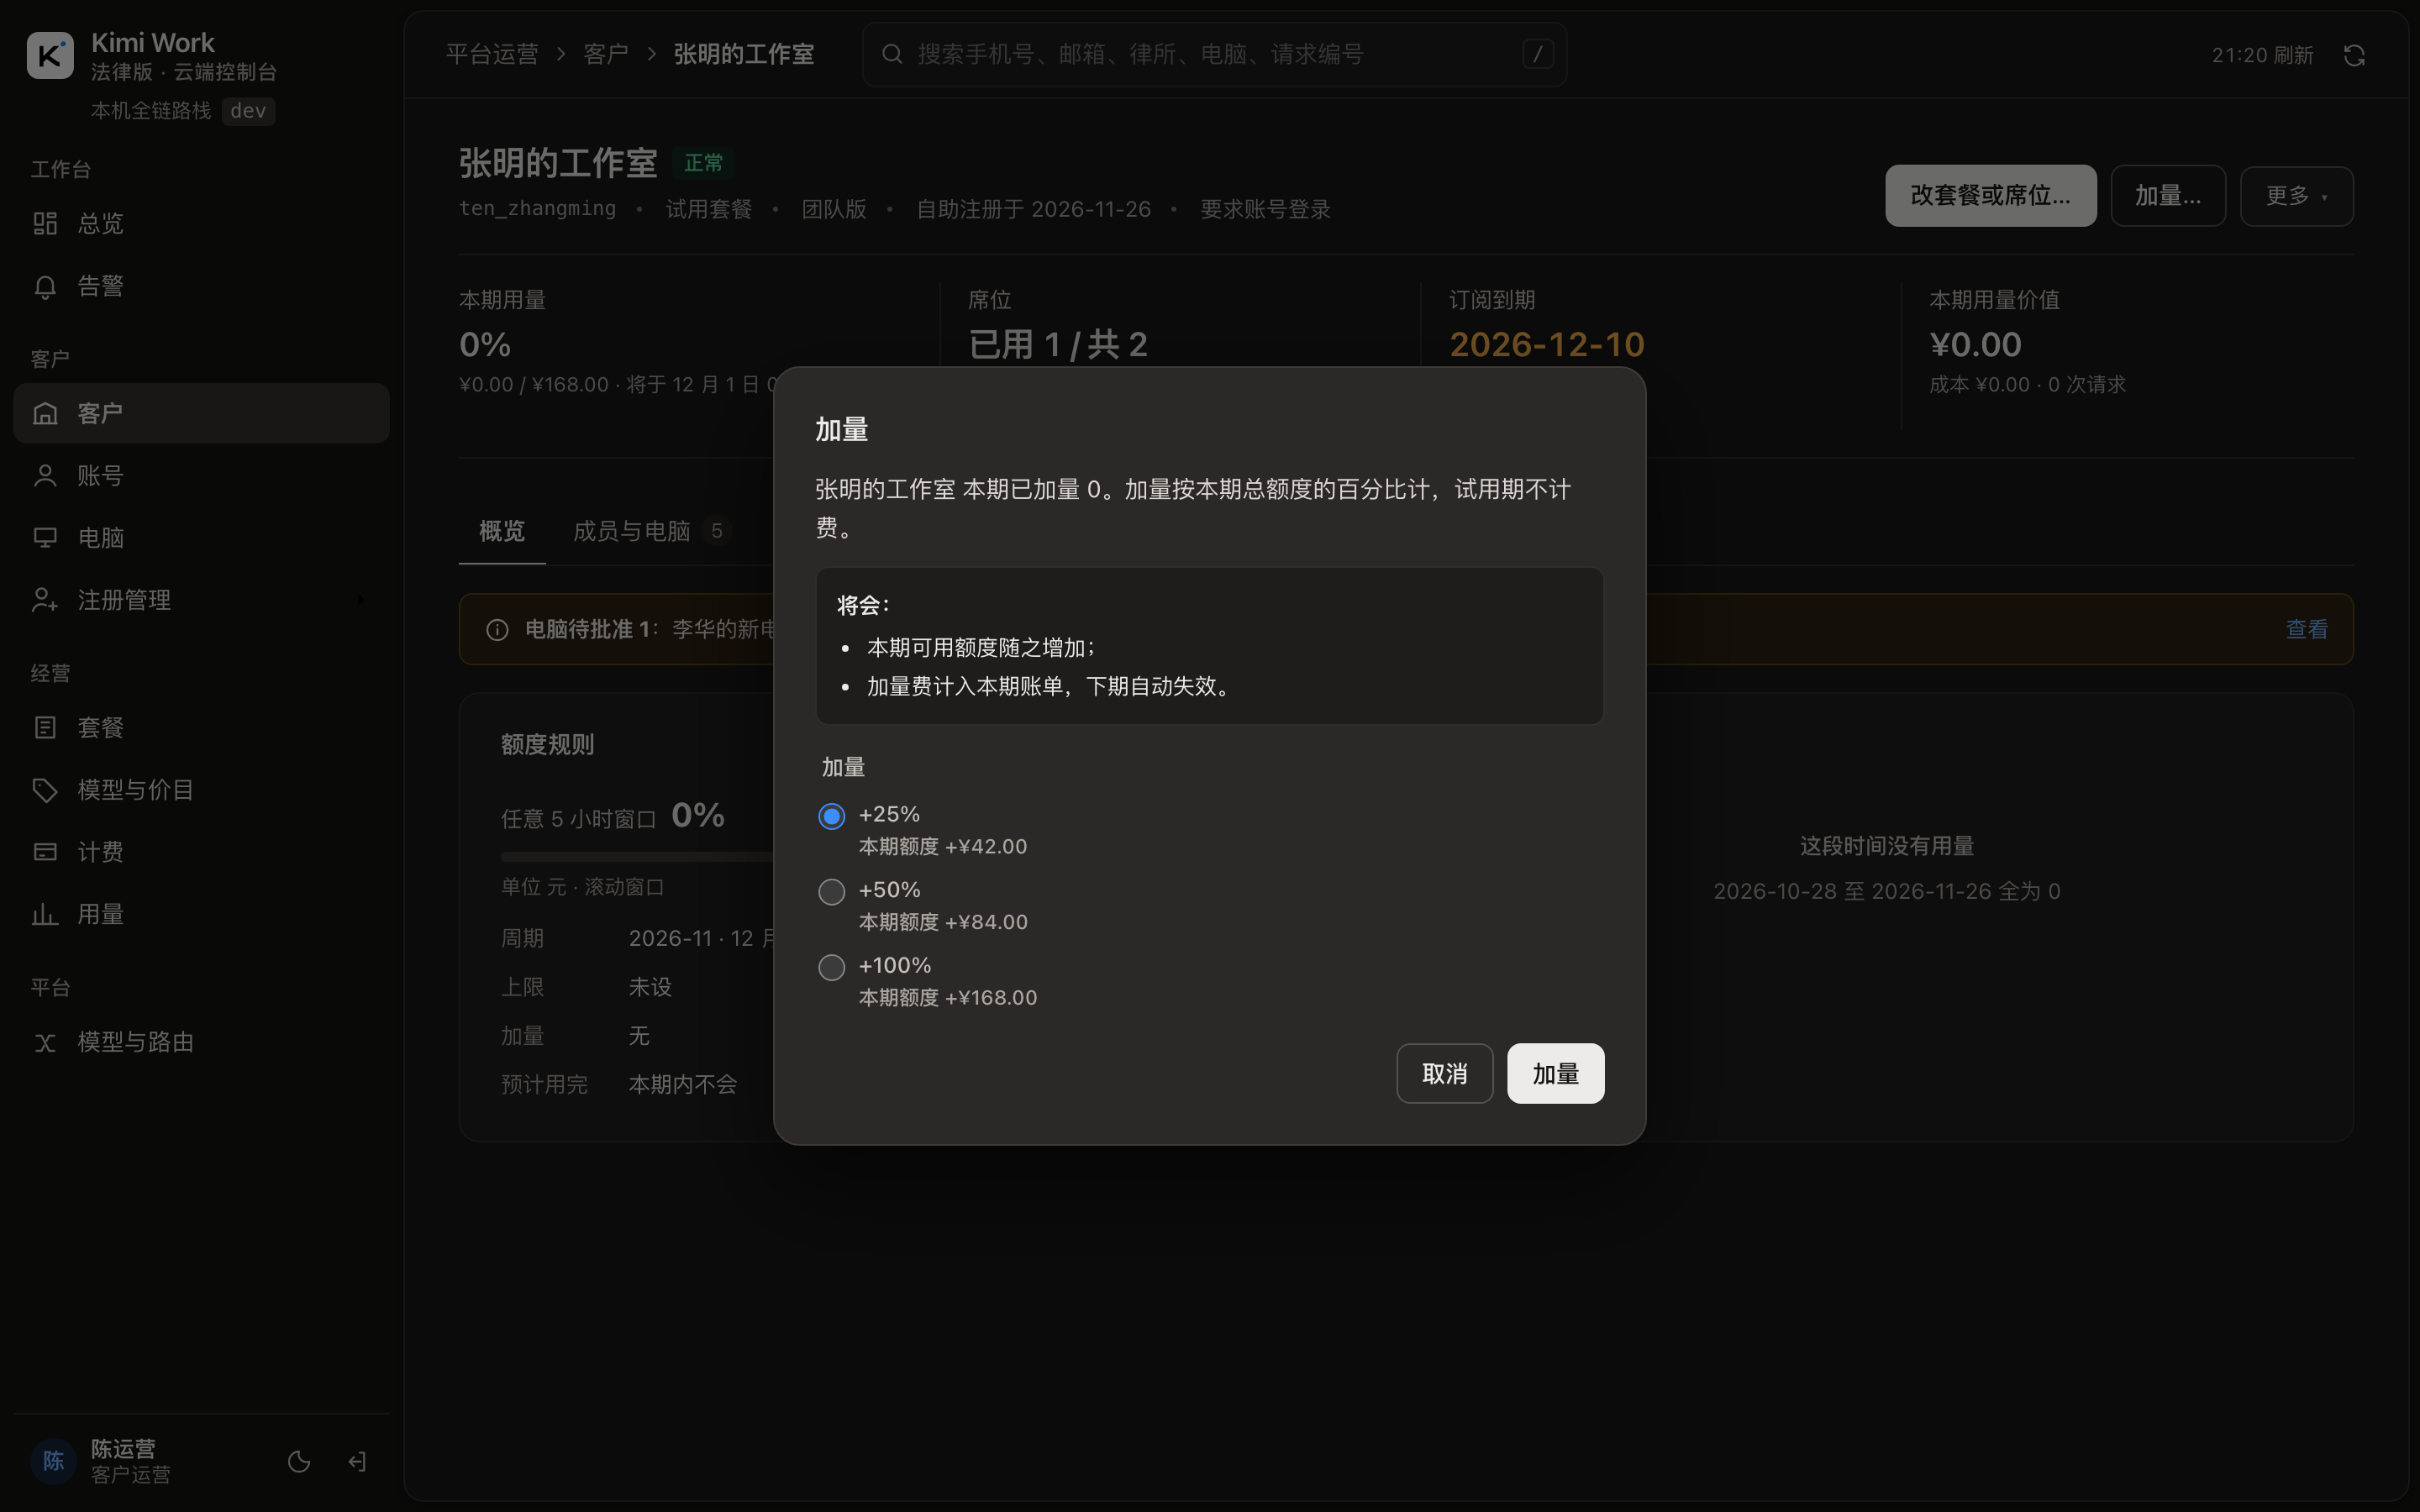 Kimi Work
法律版 · 云端控制台
本机全链路栈 dev
工作台
总览
告警
客户
客户
账号
电脑
注册管理
经营
套餐
模型与价目
计费
用量
平台
模型与路由
陈 陈运营
客户运营
平台运营 > 客户 > 张明的工作室
搜索手机号、邮箱、律所、电脑、请求编号 /
21:20 刷新
张明的工作室 正常
ten_zhangming • 试用套餐 • 团队版 • 自助注册于 2026-11-26 • 要求账号登录
改套餐或席位... 加量... 更多
本期用量
0%
¥0.00 / ¥168.00 · 将于 12 月 1 日
席位
已用 1 / 共 2
订阅到期
2026-12-10
本期用量价值
¥0.00
成本 ¥0.00 · 0 次请求
概览 成员与电脑 5
电脑待批准 1：李华的新电
查看
额度规则
任意 5 小时窗口 0%
单位 元 · 滚动窗口
周期 2026-11 · 12 月
上限 未设
加量 无
预计用完 本期内不会
这段时间没有用量
2026-10-28 至 2026-11-26 全为 0
加量
张明的工作室 本期已加量 0。加量按本期总额度的百分比计，试用期不计
费。
将会：
• 本期可用额度随之增加；
• 加量费计入本期账单，下期自动失效。
加量
+25%
本期额度 +¥42.00
+50%
本期额度 +¥84.00
+100%
本期额度 +¥168.00
取消 加量